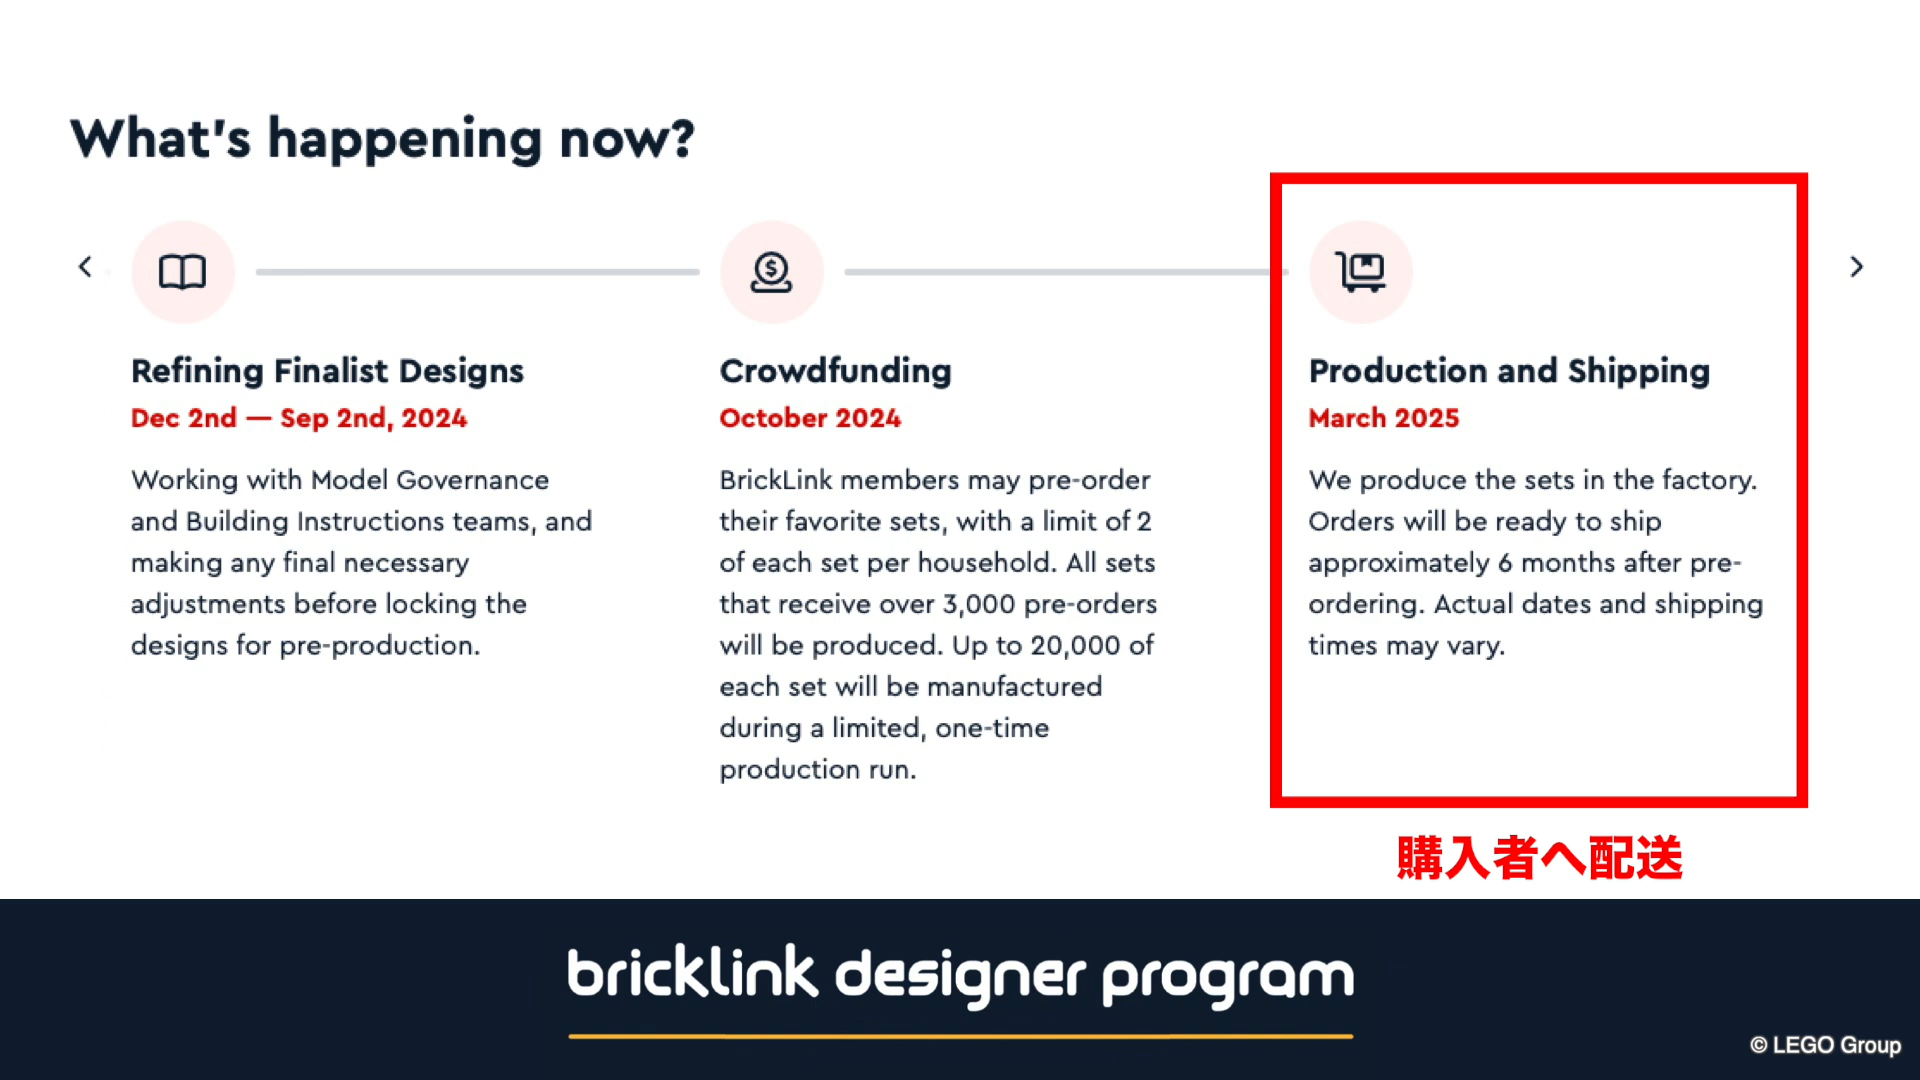 What's happening now?
Refining Finalist Designs
Dec 2nd — Sep 2nd, 2024
Working with Model Governance
and Building Instructions teams, and
making any final necessary
adjustments before locking the
designs for pre-production.
Crowdfunding
October 2024
BrickLink members may pre-order
their favorite sets, with a limit of 2
of each set per household. All sets
that receive over 3,000 pre-orders
will be produced. Up to 20,000 of
each set will be manufactured
during a limited, one-time
production run.
Production and Shipping
March 2025
We produce the sets in the factory.
Orders will be ready to ship
approximately 6 months after pre-
ordering. Actual dates and shipping
times may vary.
購入者へ配送
bricklink designer program
© LEGO Group